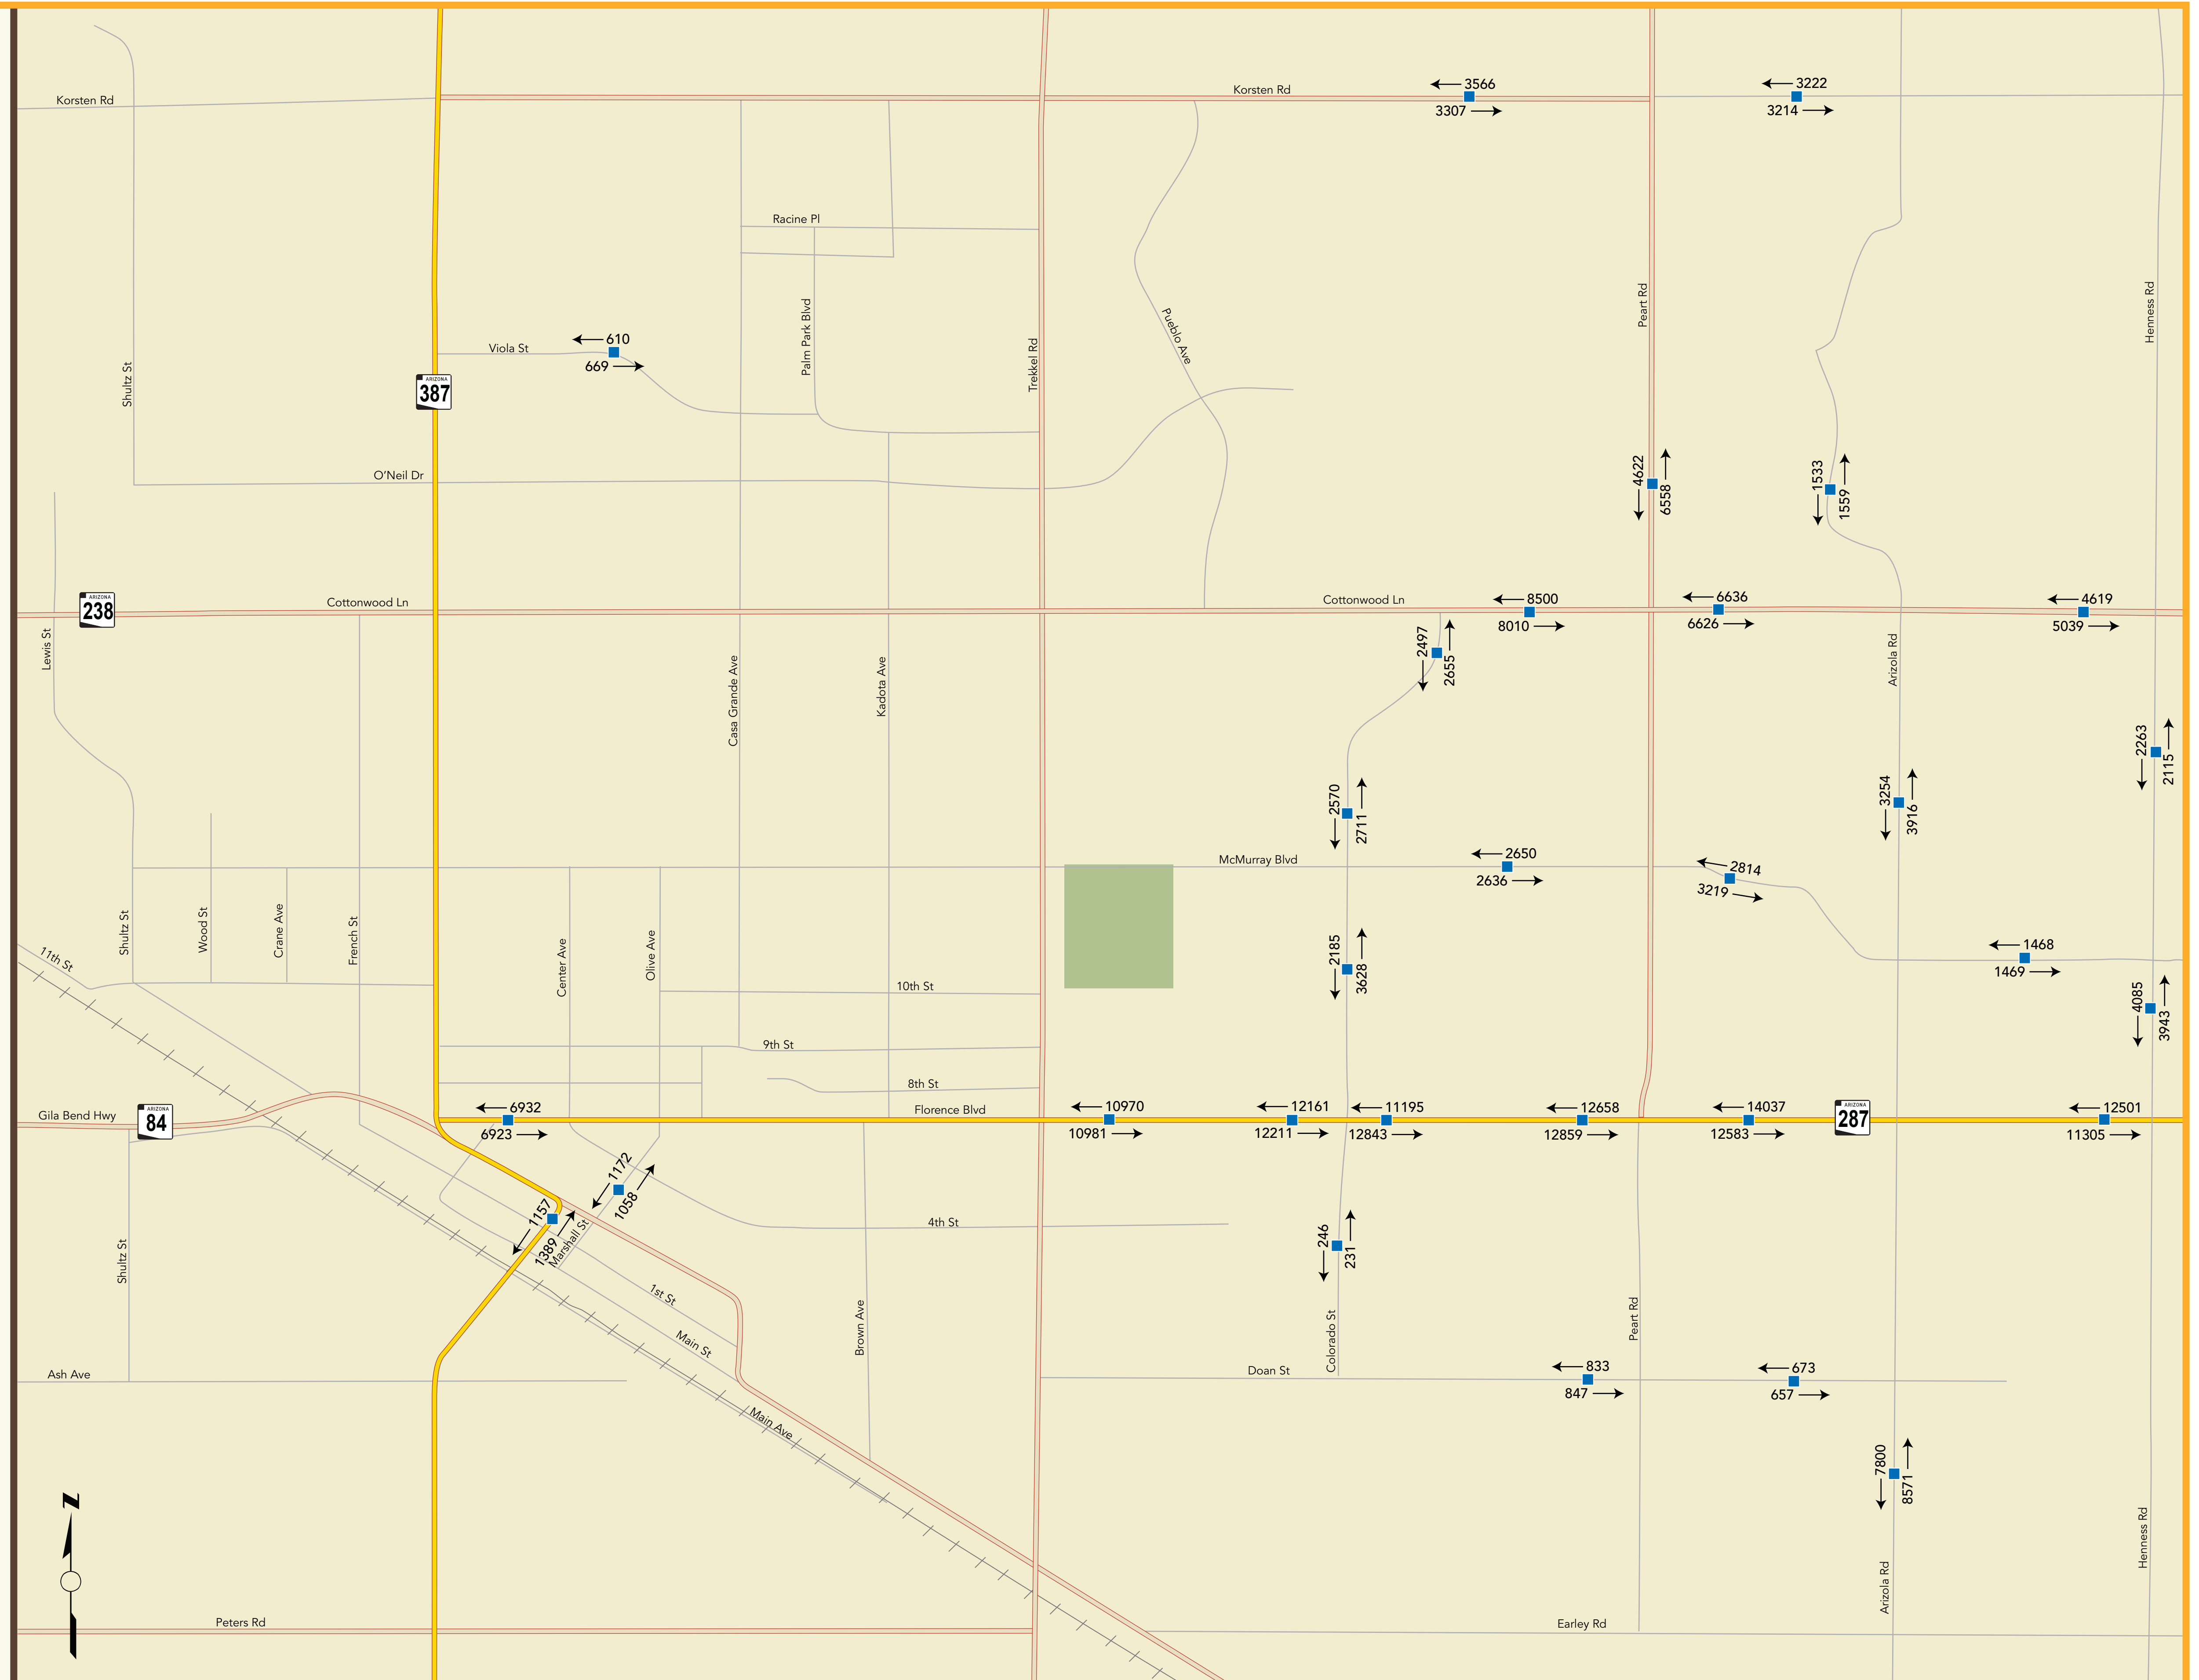 Korsten Rd
Korsten Rd
3566
3307
3222
3214
Racine Pl
Palm Park Blvd
Shultz St
Viola St
610
669
ARIZONA
387
Trekkel Rd
Pueblo Ave
Peart Rd
Henness Rd
O'Neil Dr
4622
6558
1533
1559
ARIZONA
238
Cottonwood Ln
Cottonwood Ln
8500
8010
6636
6626
4619
5039
Lewis St
Casa Grande Ave
Kadota Ave
2497
2655
Arizola Rd
2263
2115
2570
2711
3254
3916
McMurray Blvd
2650
2636
2814
3219
Shultz St
Wood St
Crane Ave
French St
Center Ave
Olive Ave
11th St
10th St
2185
3628
1468
1469
4085
3943
9th St
8th St
Gila Bend Hwy
ARIZONA
84
6932
6923
Florence Blvd
10970
10981
12161
12211
11195
12843
12658
12859
14037
12583
ARIZONA
287
12501
11305
1172
1058
1157
1389
Marshall St
4th St
246
231
Shultz St
1st St
Main St
Brown Ave
Colorado St
Peart Rd
Ash Ave
Doan St
833
847
673
657
Main Ave
7800
8571
N
Arizola Rd
Henness Rd
Peters Rd
Earley Rd